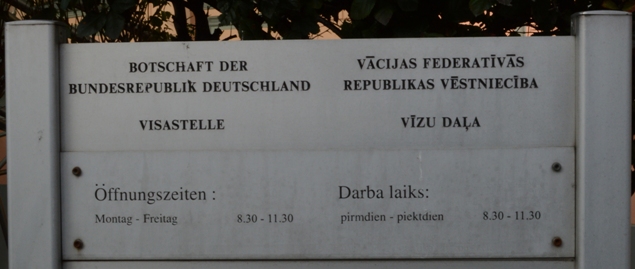 BOTSCHAFT DER
BUNDESREPUBLIK DEUTSCHLAND
VISASTELLE
VĀCIJAS FEDERATĪVĀS
REPUBLIKAS VĒSTNIECĪBA
VĪZU DAĻA
Öffnungszeiten :
Montag - Freitag 8.30 - 11.30
Darba laiks:
pirmdien - piektdien 8.30 - 11.30